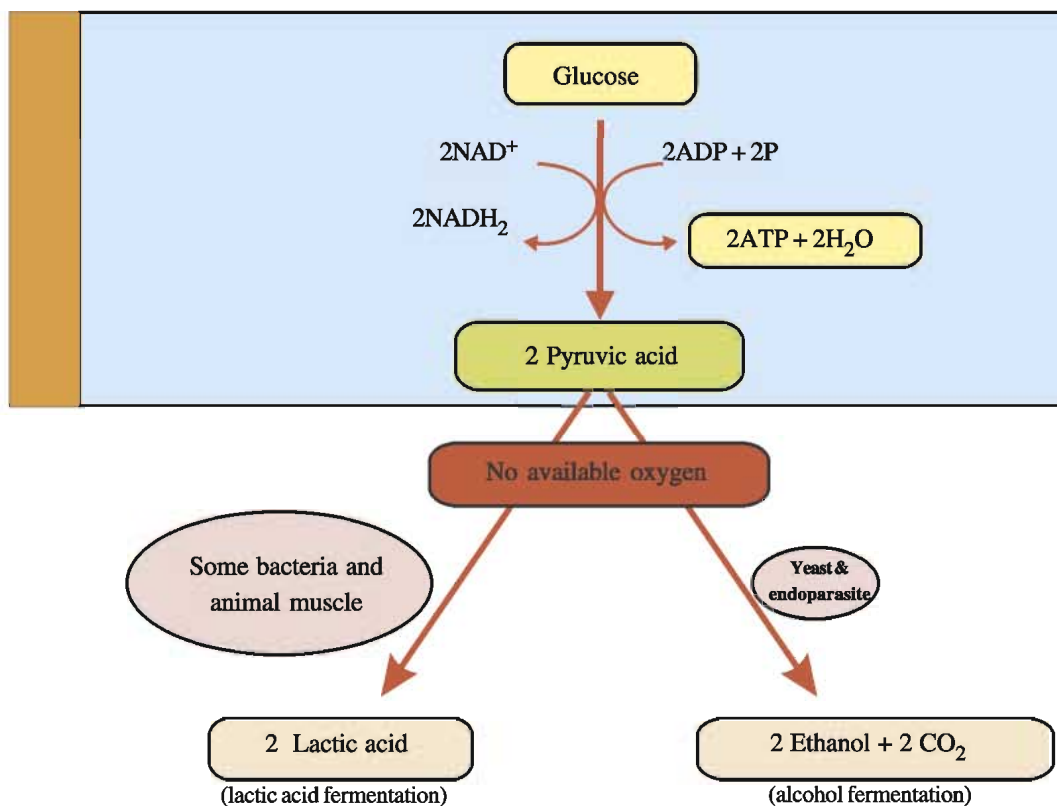 Glucose
2NAD⁺
2ADP + 2P
2NADH₂
2ATP + 2H₂O
2 Pyruvic acid
No available oxygen
Some bacteria and
animal muscle
Yeast &
endoparasite
2 Lactic acid
(lactic acid fermentation)
2 Ethanol + 2 CO₂
(alcohol fermentation)